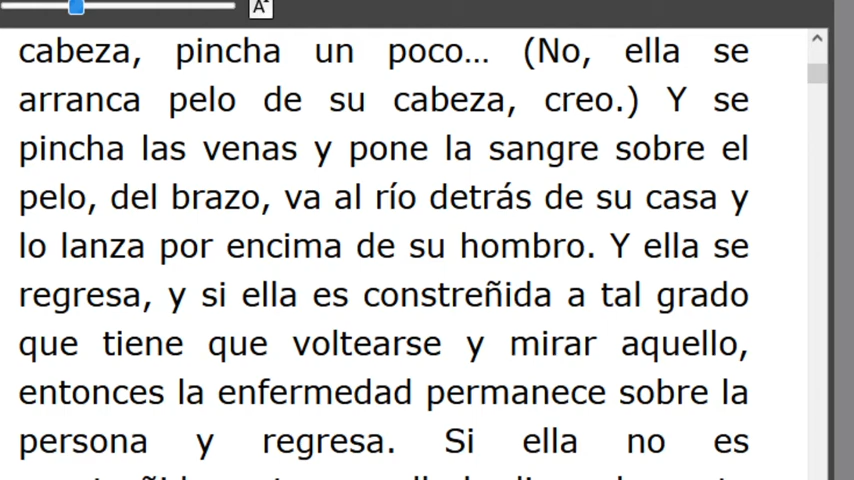 A
cabeza, pincha un poco… (No, ella se
arranca pelo de su cabeza, creo.) Y se
pincha las venas y pone la sangre sobre el
pelo, del brazo, va al río detrás de su casa y
lo lanza por encima de su hombro. Y ella se
regresa, y si ella es constreñida a tal grado
que tiene que voltearse y mirar aquello,
entonces la enfermedad permanece sobre la
persona y regresa. Si ella no es